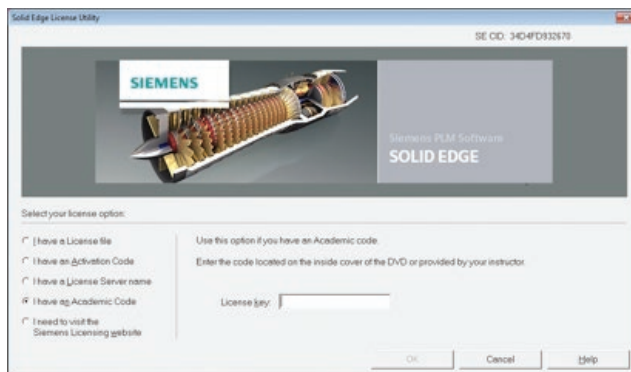 Solid Edge License Utility
SE CID: 34D4FD932670
SIEMENS
Siemens PLM Software
SOLID EDGE
Select your license option:
I have a License file
I have an Activation Code
I have a License Server name
I have an Academic Code
I need to visit the
Siemens Licensing website
Use this option if you have an Academic code.
Enter the code located on the inside cover of the DVD or provided by your instructor.
License key:
OK
Cancel
Help